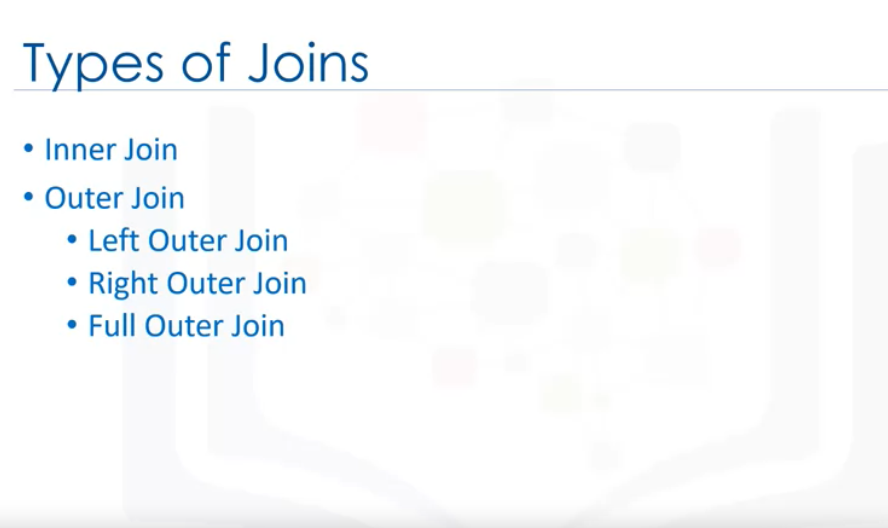 Types of Joins
• Inner Join
• Outer Join
• Left Outer Join
• Right Outer Join
• Full Outer Join